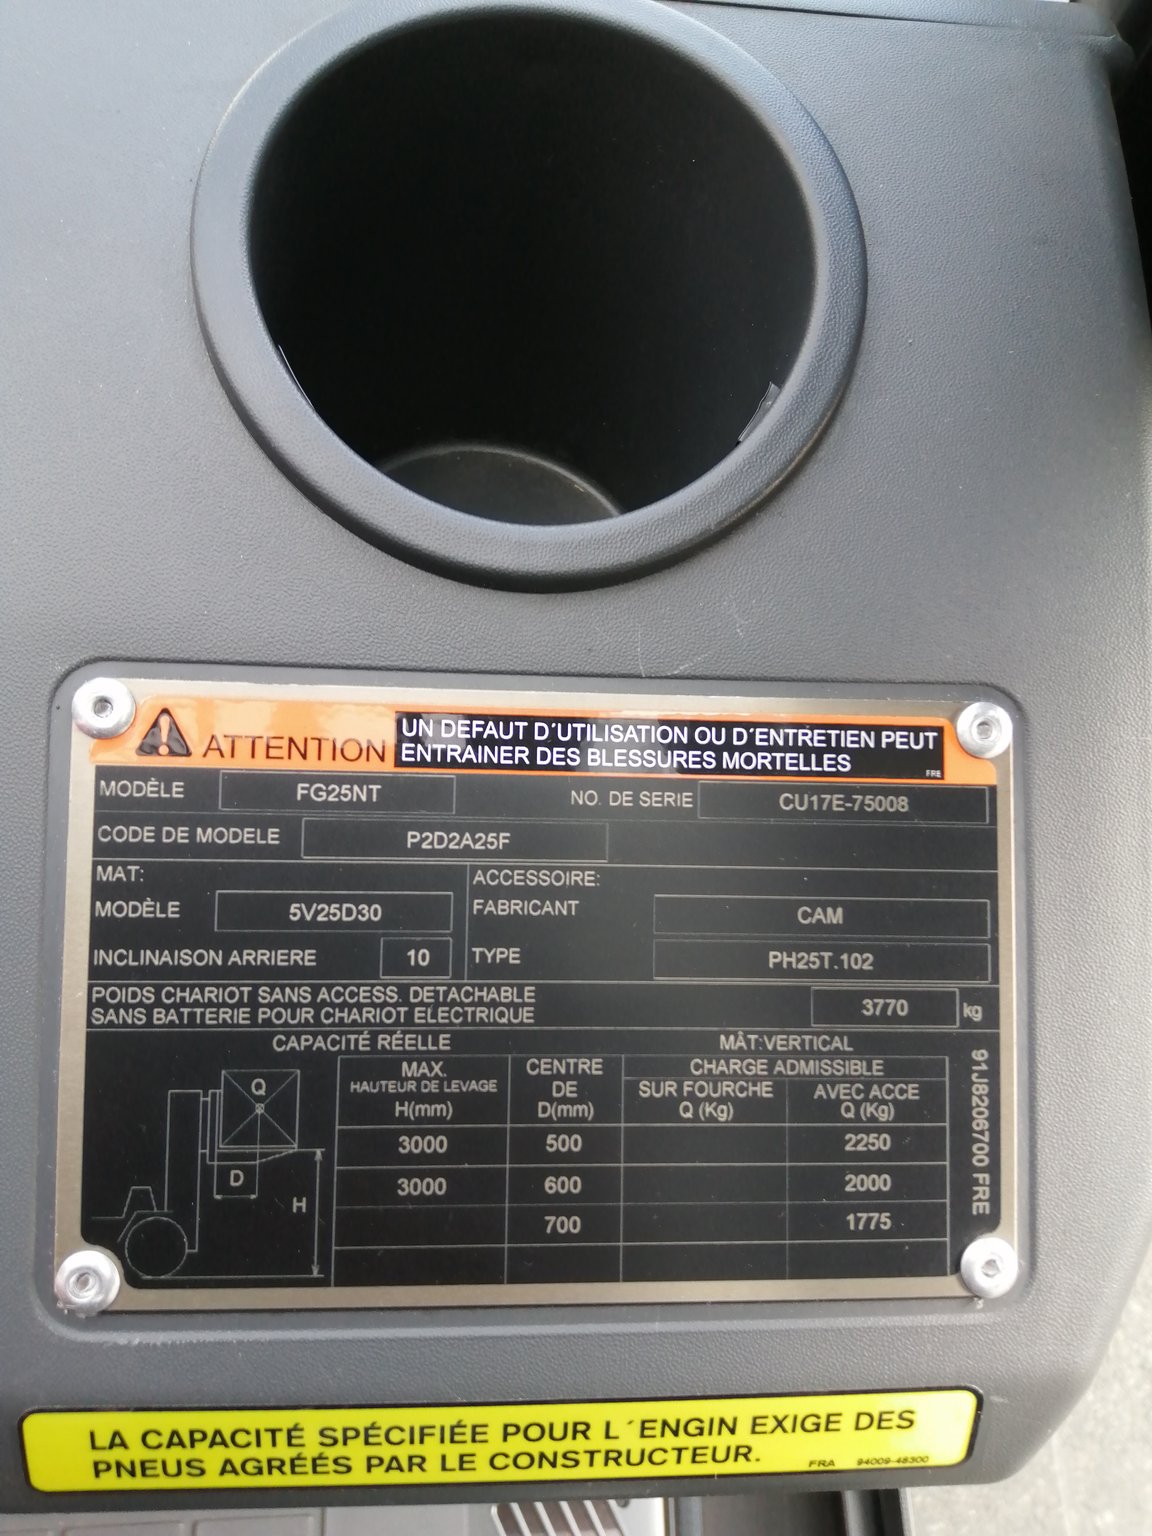 ATTENTION
UN DEFAUT D´UTILISATION OU D´ENTRETIEN PEUT
ENTRAINER DES BLESSURES MORTELLES
FRE
MODÈLE FG25NT NO. DE SERIE CU17E-75008
CODE DE MODELE P2D2A25F
MAT:
MODÈLE 5V25D30
INCLINAISON ARRIERE 10
ACCESSOIRE:
FABRICANT CAM
TYPE PH25T.102
POIDS CHARIOT SANS ACCESS. DETACHABLE
SANS BATTERIE POUR CHARIOT ELECTRIQUE
3770 kg
CAPACITÉ RÉELLE MÂT:VERTICAL
MAX.
HAUTEUR DE LEVAGE
H(mm)
CENTRE
DE
D(mm)
CHARGE ADMISSIBLE
SUR FOURCHE
Q (Kg)
AVEC ACCE
Q (Kg)
3000 500 2250
3000 600 2000
700 1775
Q
D
H
91J8206700 FRE
LA CAPACITÉ SPÉCIFIÉE POUR L´ENGIN EXIGE DES
PNEUS AGRÉÉS PAR LE CONSTRUCTEUR.
FRA 94009-48300